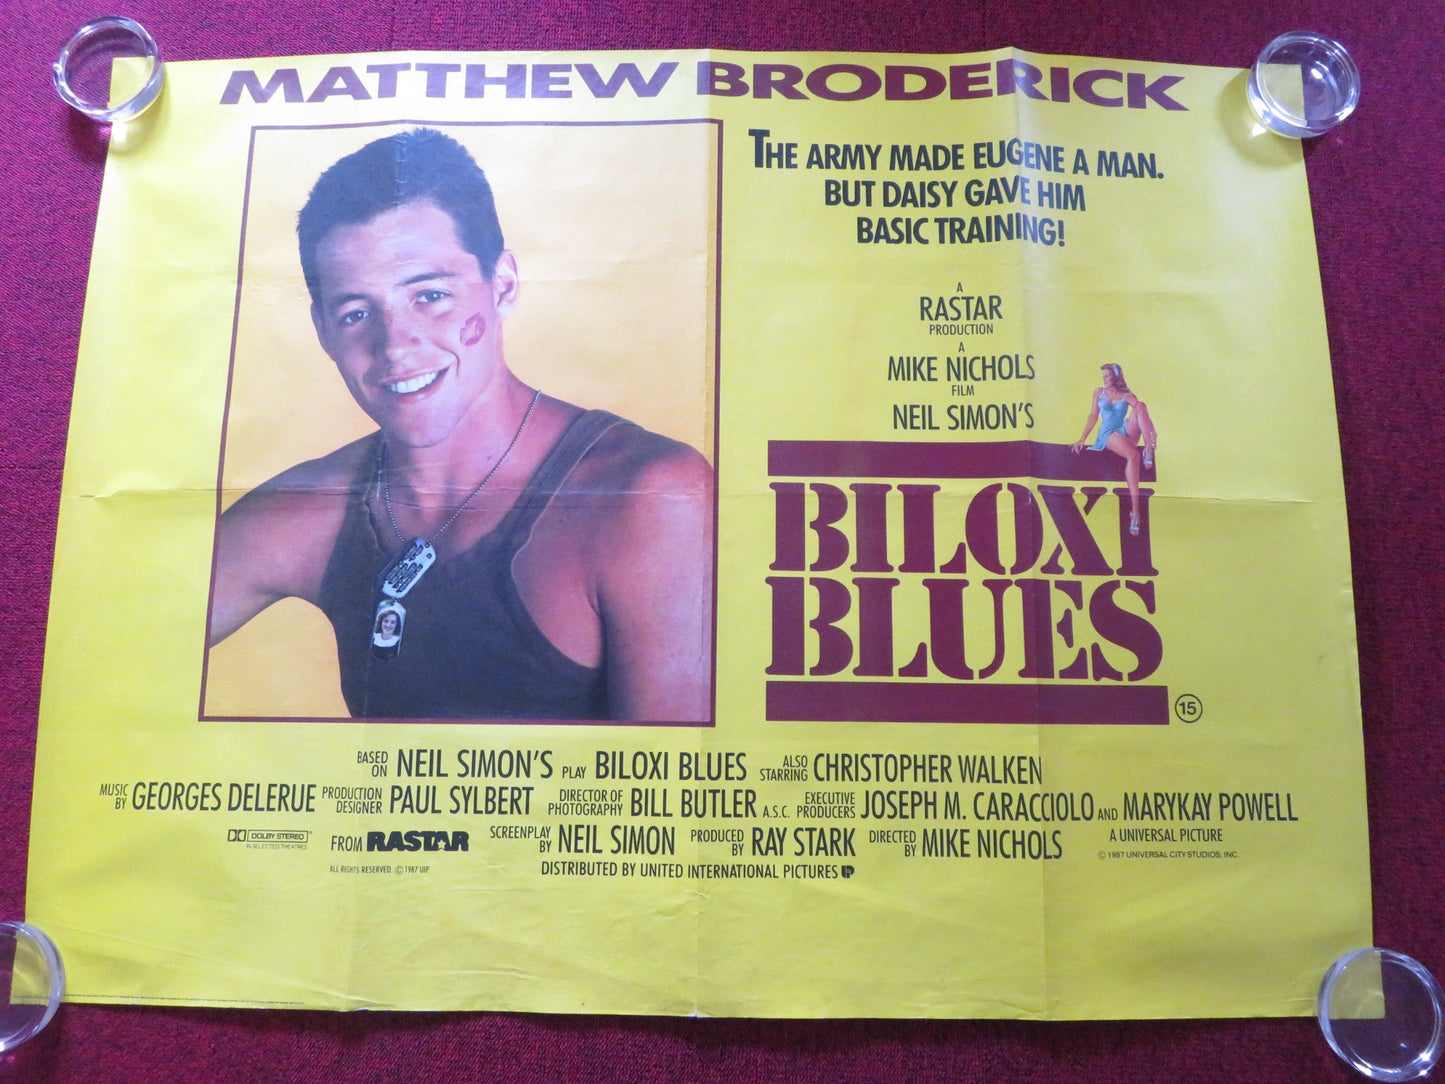 MATTHEW BRODERICK
THE ARMY MADE EUGENE A MAN.
BUT DAISY GAVE HIM
BASIC TRAINING!
A
RASTAR
PRODUCTION
A
MIKE NICHOLS
FILM
NEIL SIMON'S
BILOXI
BLUES
15
BASED ON NEIL SIMON'S PLAY BILOXI BLUES ALSO STARRING CHRISTOPHER WALKEN
MUSIC BY GEORGES DELERUE PRODUCTION DESIGNER PAUL SYLBERT DIRECTOR OF PHOTOGRAPHY BILL BUTLER A.S.C. EXECUTIVE PRODUCERS JOSEPH M. CARACCIOLO AND MARYKAY POWELL
DOLBY STEREO IN SELECTED THEATRES FROM RASTAR SCREENPLAY BY NEIL SIMON PRODUCED BY RAY STARK DIRECTED BY MIKE NICHOLS A UNIVERSAL PICTURE
ALL RIGHTS RESERVED. © 1987 UIP DISTRIBUTED BY UNITED INTERNATIONAL PICTURES © 1987 UNIVERSAL CITY STUDIOS, INC.